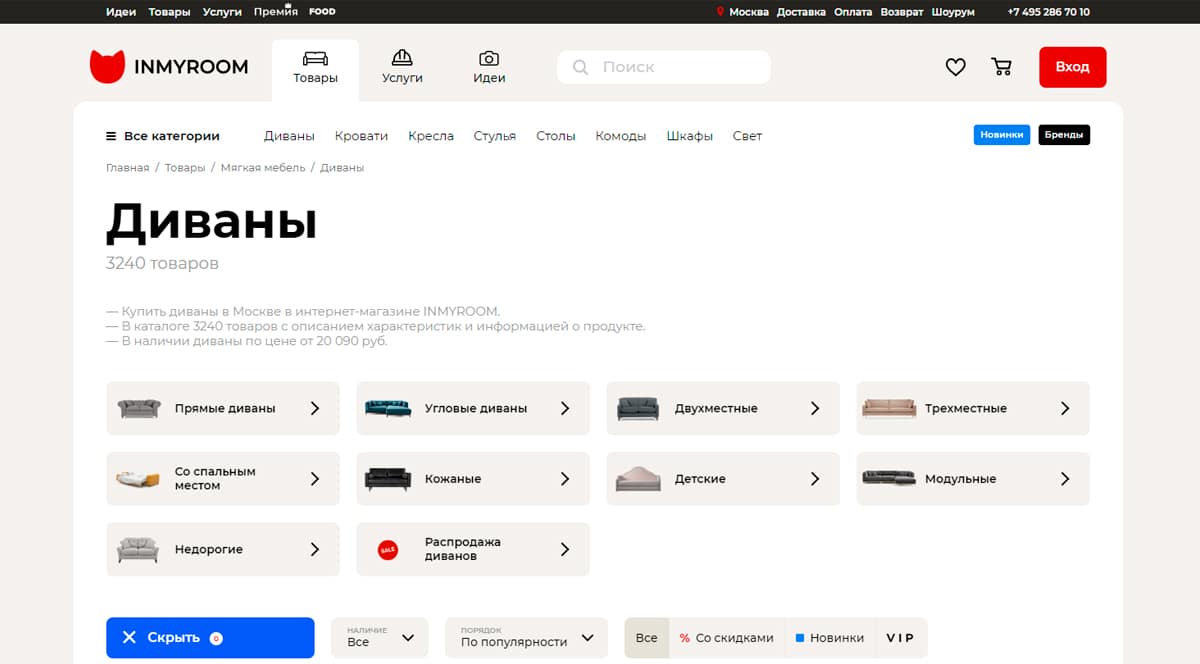 Идеи Товары Услуги Премия FOOD Москва Доставка Оплата Возврат Шоурум +7 495 286 70 10
INMYROOM
Товары Услуги Идеи Поиск Вход
Все категории Диваны Кровати Кресла Стулья Столы Комоды Шкафы Свет Новинки Бренды
Главная / Товары / Мягкая мебель / Диваны
Диваны
3240 товаров
— Купить диваны в Москве в интернет-магазине INMYROOM.
— В каталоге 3240 товаров с описанием характеристик и информацией о продукте.
— В наличии диваны по цене от 20 090 руб.
Прямые диваны Угловые диваны Двухместные Трехместные
Со спальным
местом
Кожаные Детские Модульные
Недорогие
SALE
Распродажа
диванов
Скрыть 0
НАЛИЧИЕ
Все
ПОРЯДОК
По популярности
Все % Со скидками Новинки VIP